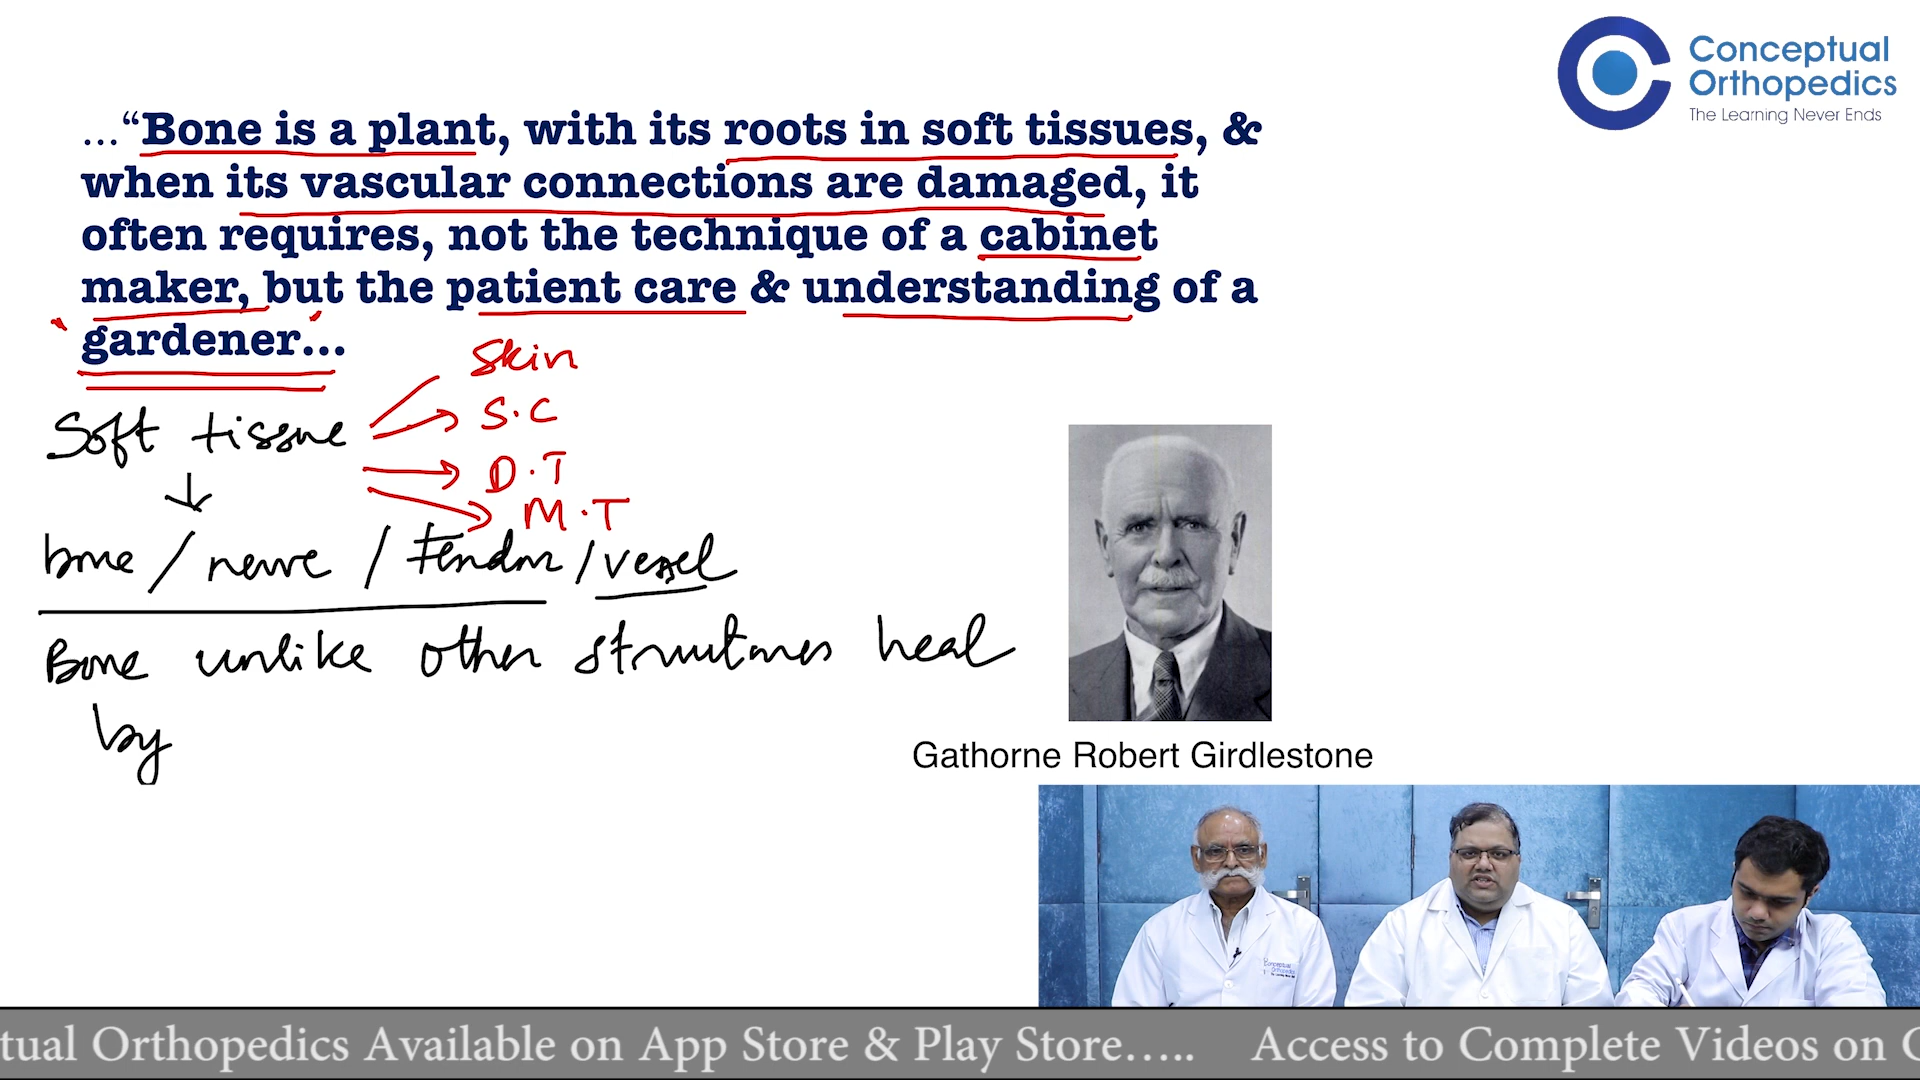 Conceptual
Orthopedics
The Learning Never Ends
..."Bone is a plant, with its roots in soft tissues, &
when its vascular connections are damaged, it
often requires, not the technique of a cabinet
maker, but the patient care & understanding of a
gardener...
Skin
S.C
Soft tissue
D.T
M.T
bone / nerve / Tendon / vessel
Bone unlike other structures heal
by
Gathorne Robert Girdlestone
tual Orthopedics Available on App Store & Play Store..... Access to Complete Videos on C